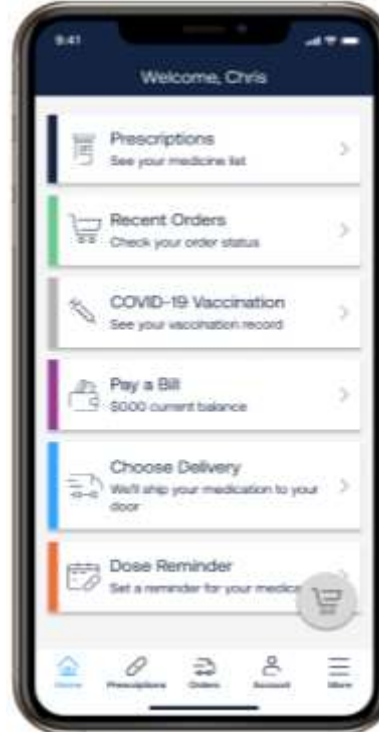 9:41
Welcome, Chris
Prescriptions
See your medicine list
Recent Orders
Check your order status
COVID-19 Vaccination
See your vaccination record
Pay a Bill
$0.00 current balance
Choose Delivery
We'll ship your medication to your
door
Dose Reminder
Set a reminder for your medica
Home
Prescriptions
Orders
Account
More